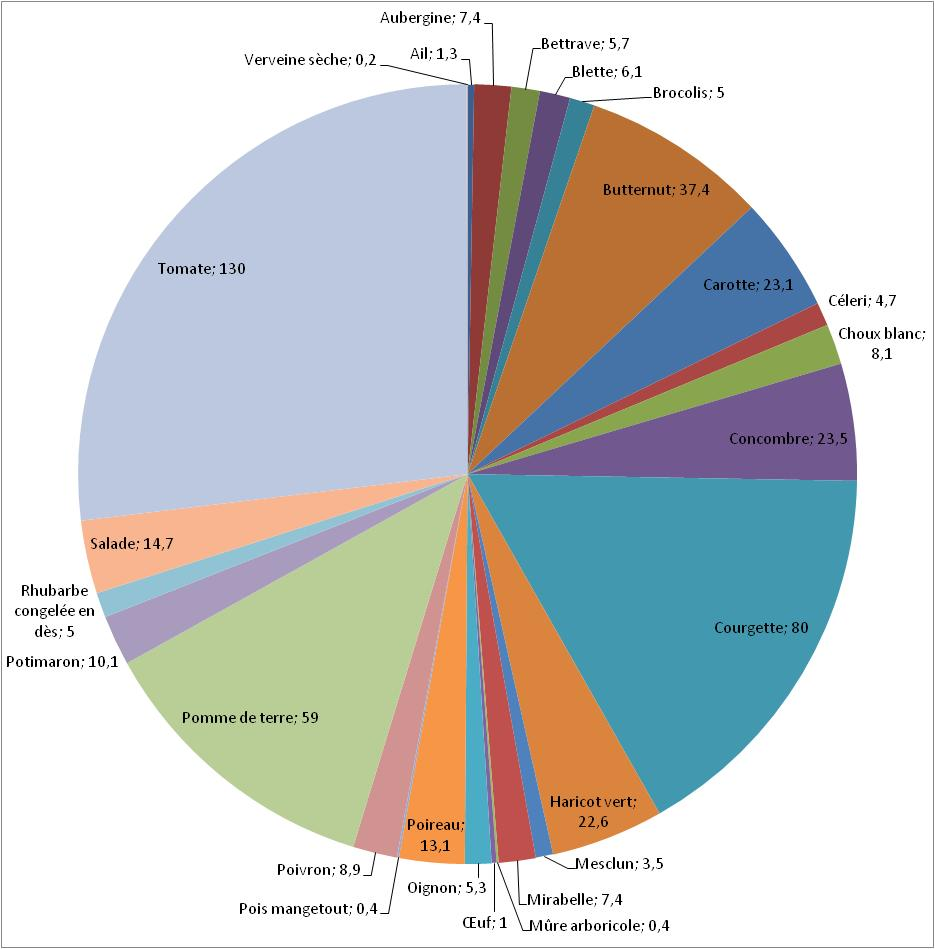 Aubergine; 7,4
Ail; 1,3
Verveine sèche; 0,2
Bettrave; 5,7
Blette; 6,1
Brocolis; 5
Butternut; 37,4
Carotte; 23,1
Céleri; 4,7
Choux blanc;
8,1
Concombre; 23,5
Courgette; 80
Haricot vert;
22,6
Mesclun; 3,5
Mirabelle; 7,4
Mûre arboricole; 0,4
Œuf; 1
Oignon; 5,3
Poireau;
13,1
Pois mangetout; 0,4
Poivron; 8,9
Pomme de terre; 59
Potimaron; 10,1
Rhubarbe
congelée en
dès; 5
Salade; 14,7
Tomate; 130